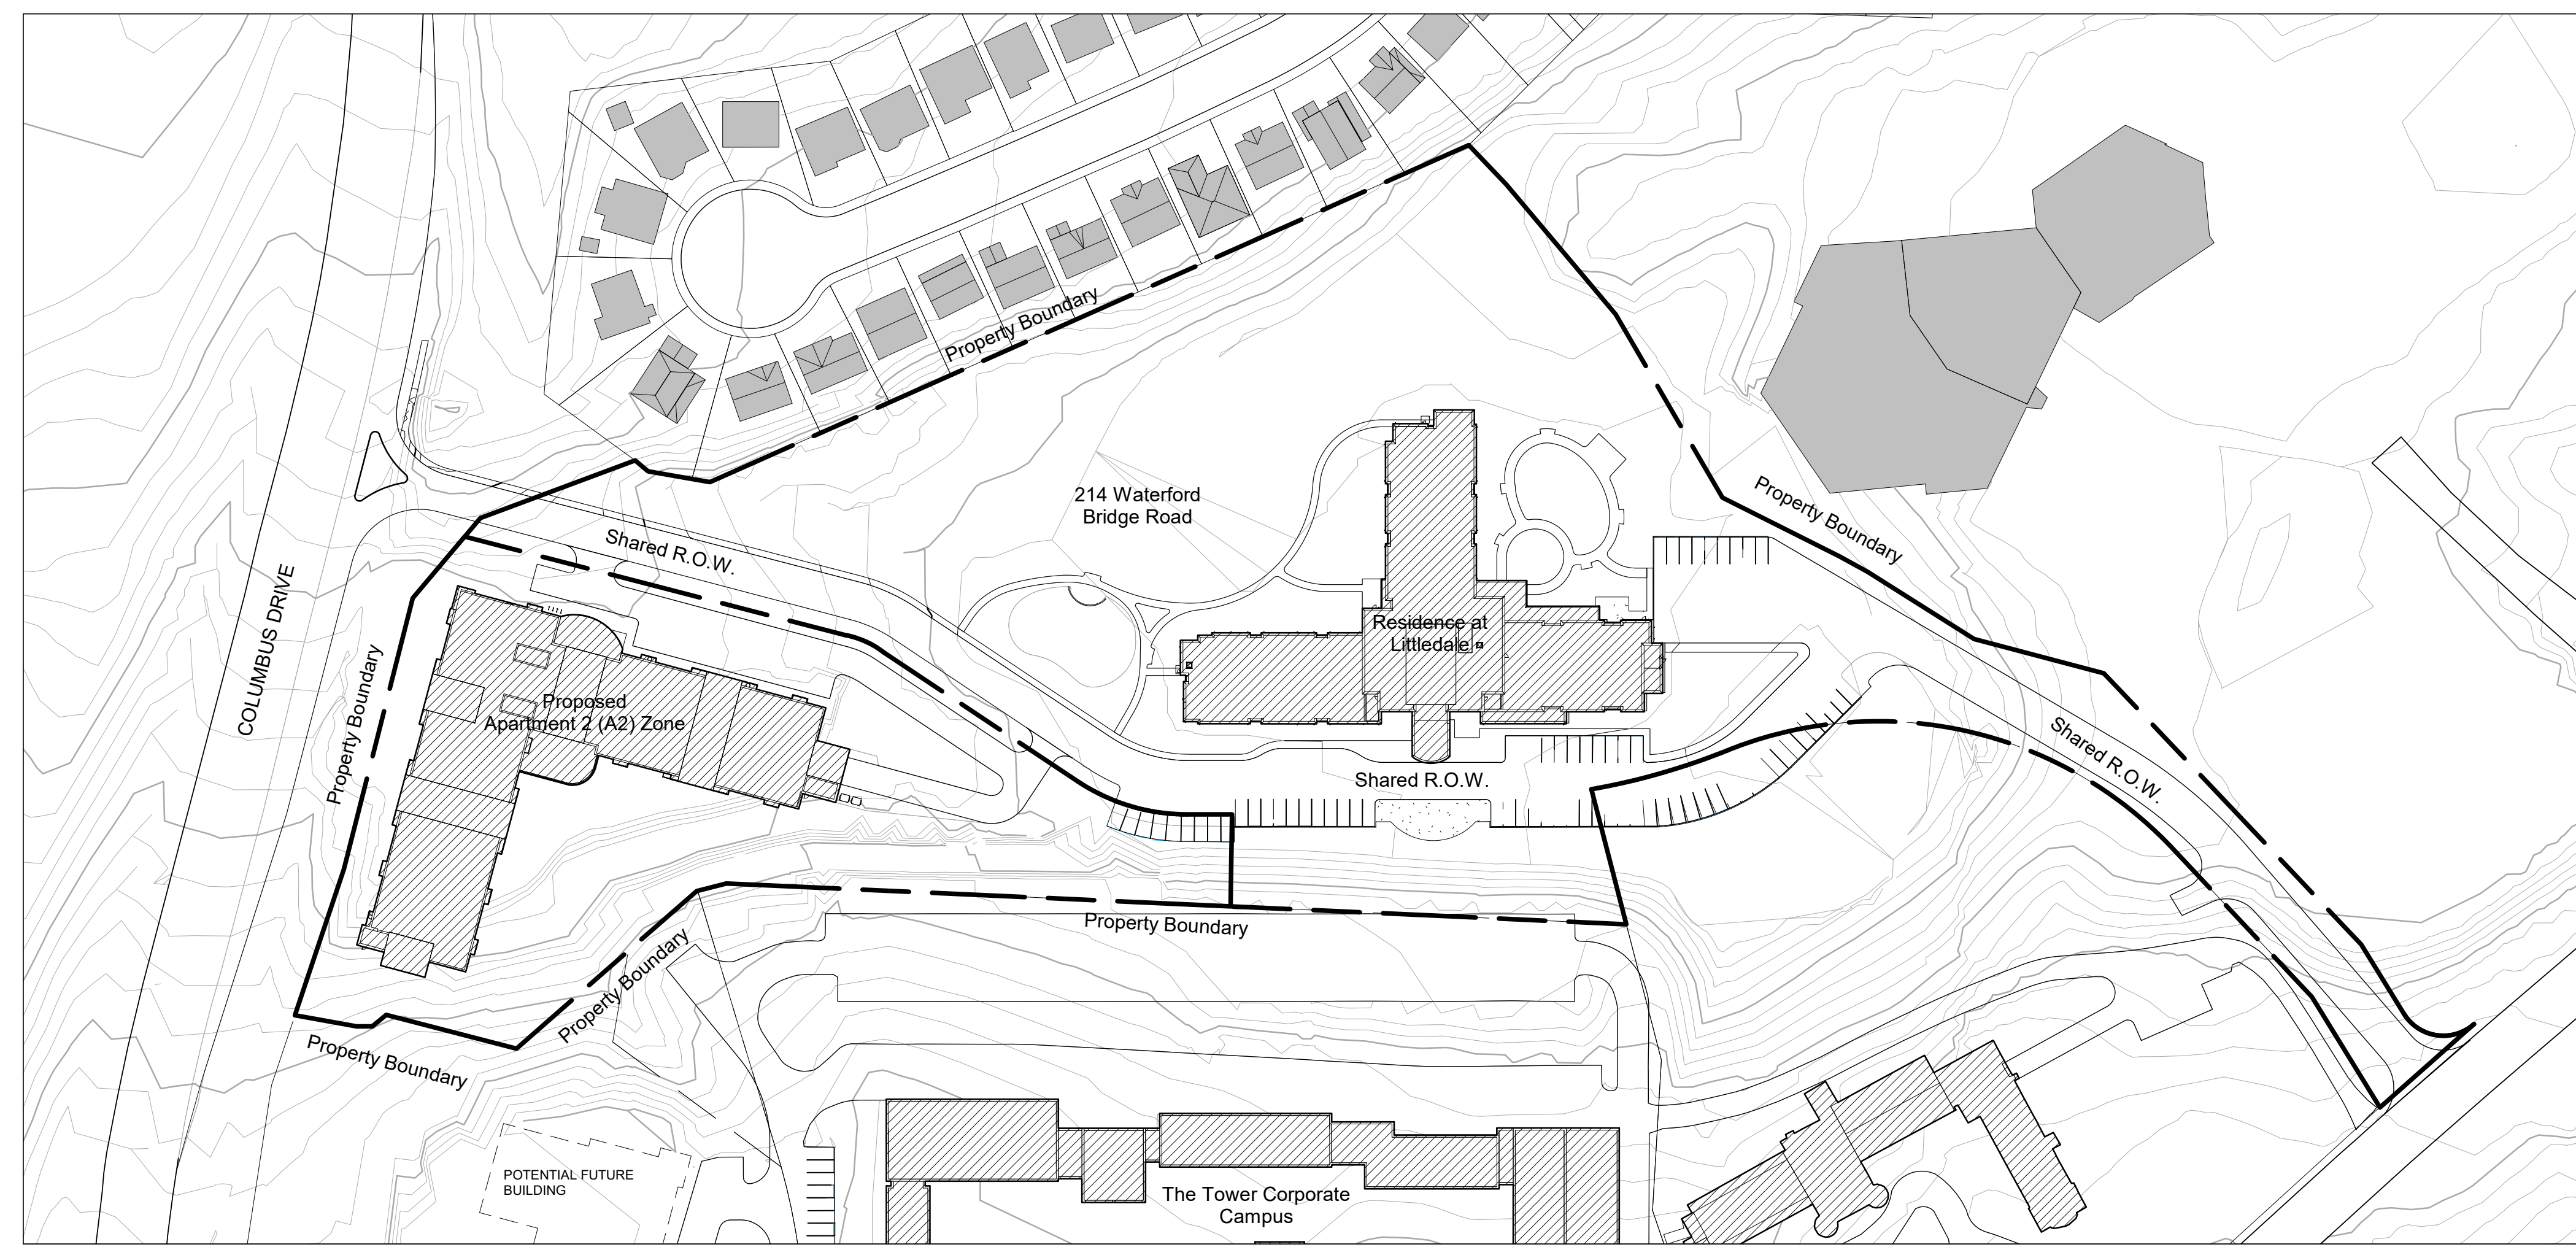 Property Boundary
214 Waterford
Bridge Road
Property Boundary
Shared R.O.W.
COLUMBUS DRIVE
Residence at
Littledale
Property Boundary
Proposed
Apartment 2 (A2) Zone
Shared R.O.W.
Shared R.O.W.
Property Boundary
Property Boundary
Property Boundary
POTENTIAL FUTURE
BUILDING
The Tower Corporate
Campus